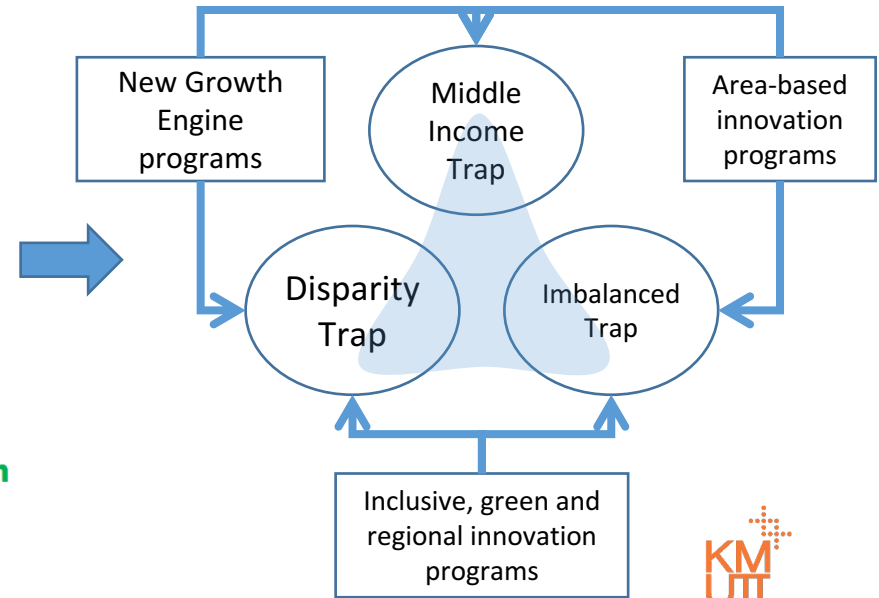 New Growth
Engine
programs
Middle
Income
Trap
Area-based
innovation
programs
Disparity
Trap
Imbalanced
Trap
n
Inclusive, green and
regional innovation
programs
KM
UTT